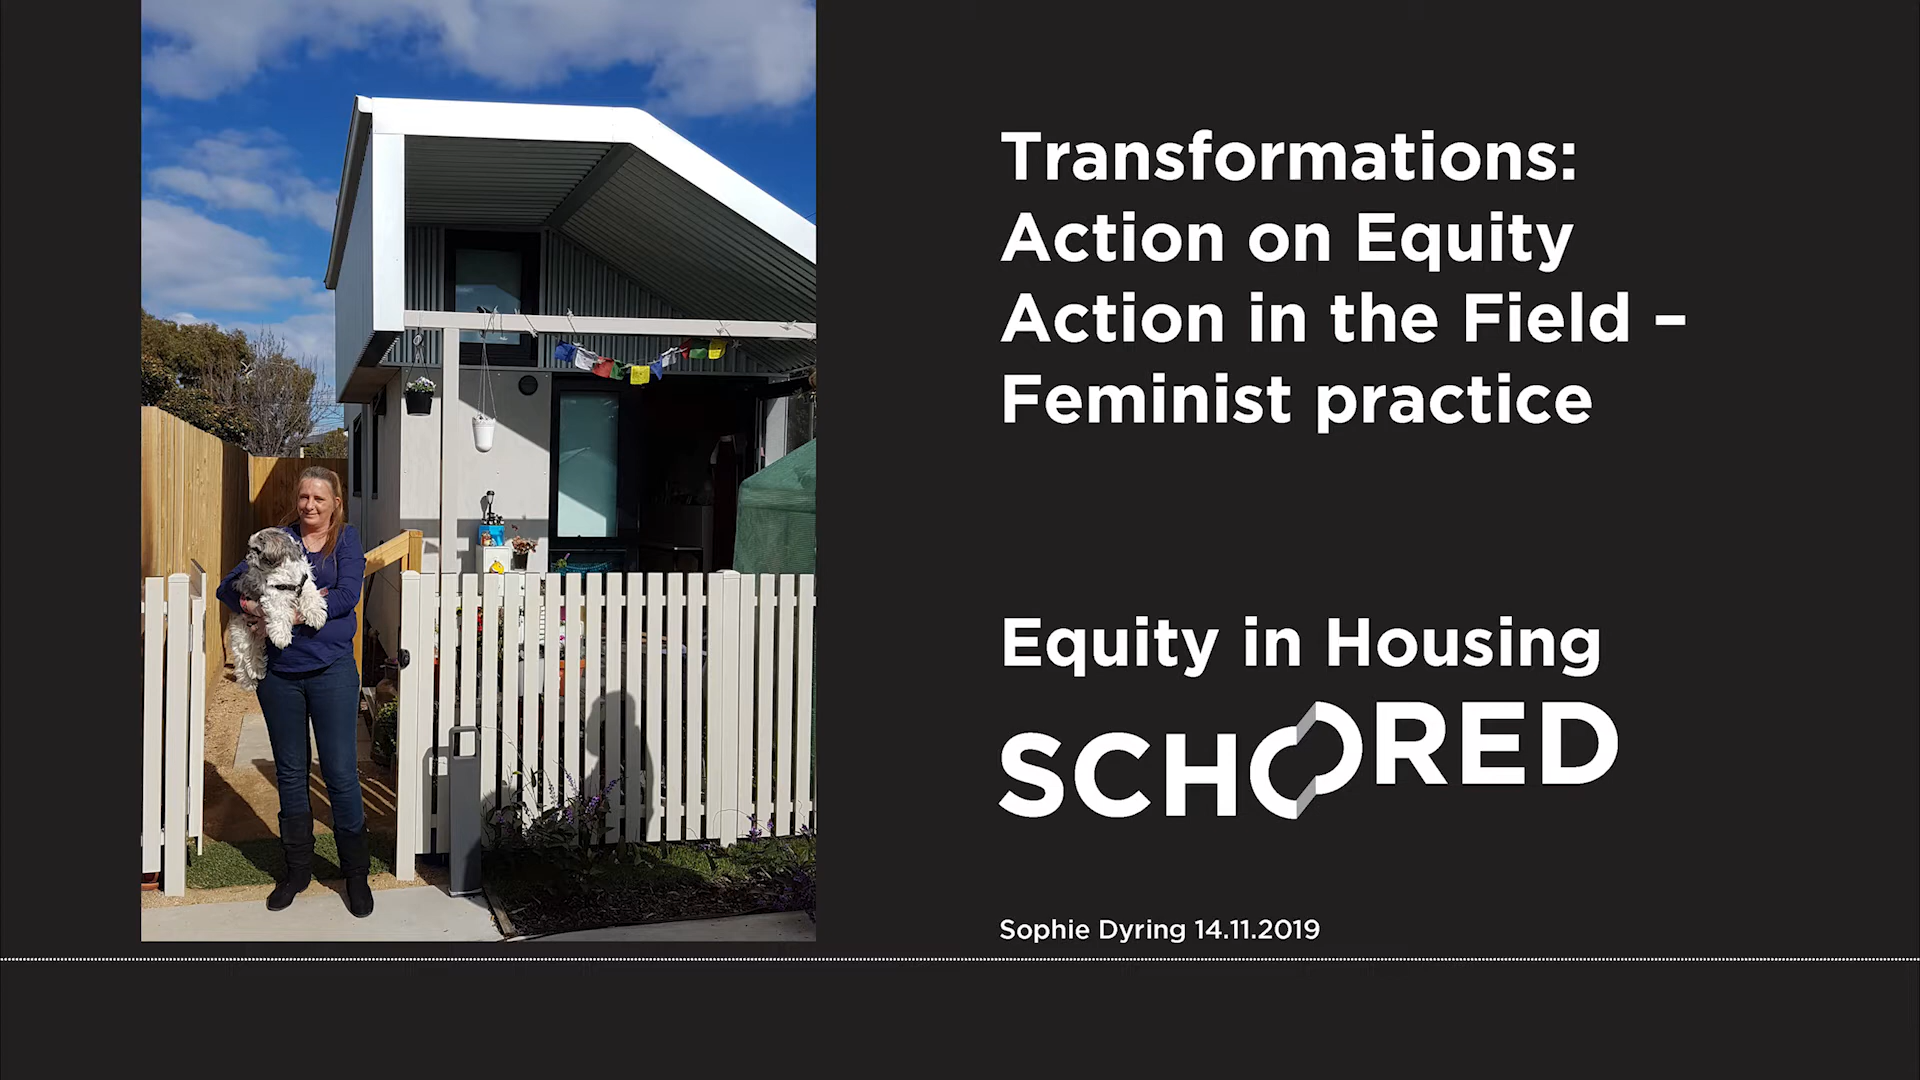 Transformations:
Action on Equity
Action in the Field –
Feminist practice
Equity in Housing
SCHORED
Sophie Dyring 14.11.2019